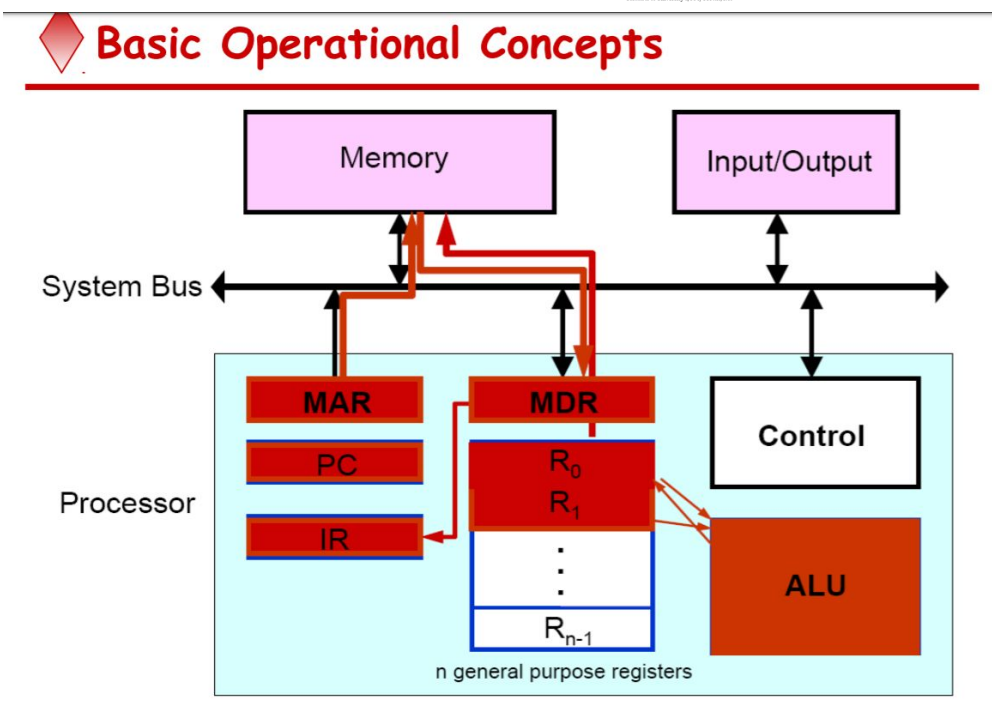 Basic Operational Concepts
Memory
Input/Output
System Bus
MAR
MDR
Control
PC
R0
Processor
R1
IR
ALU
Rn-1
n general purpose registers